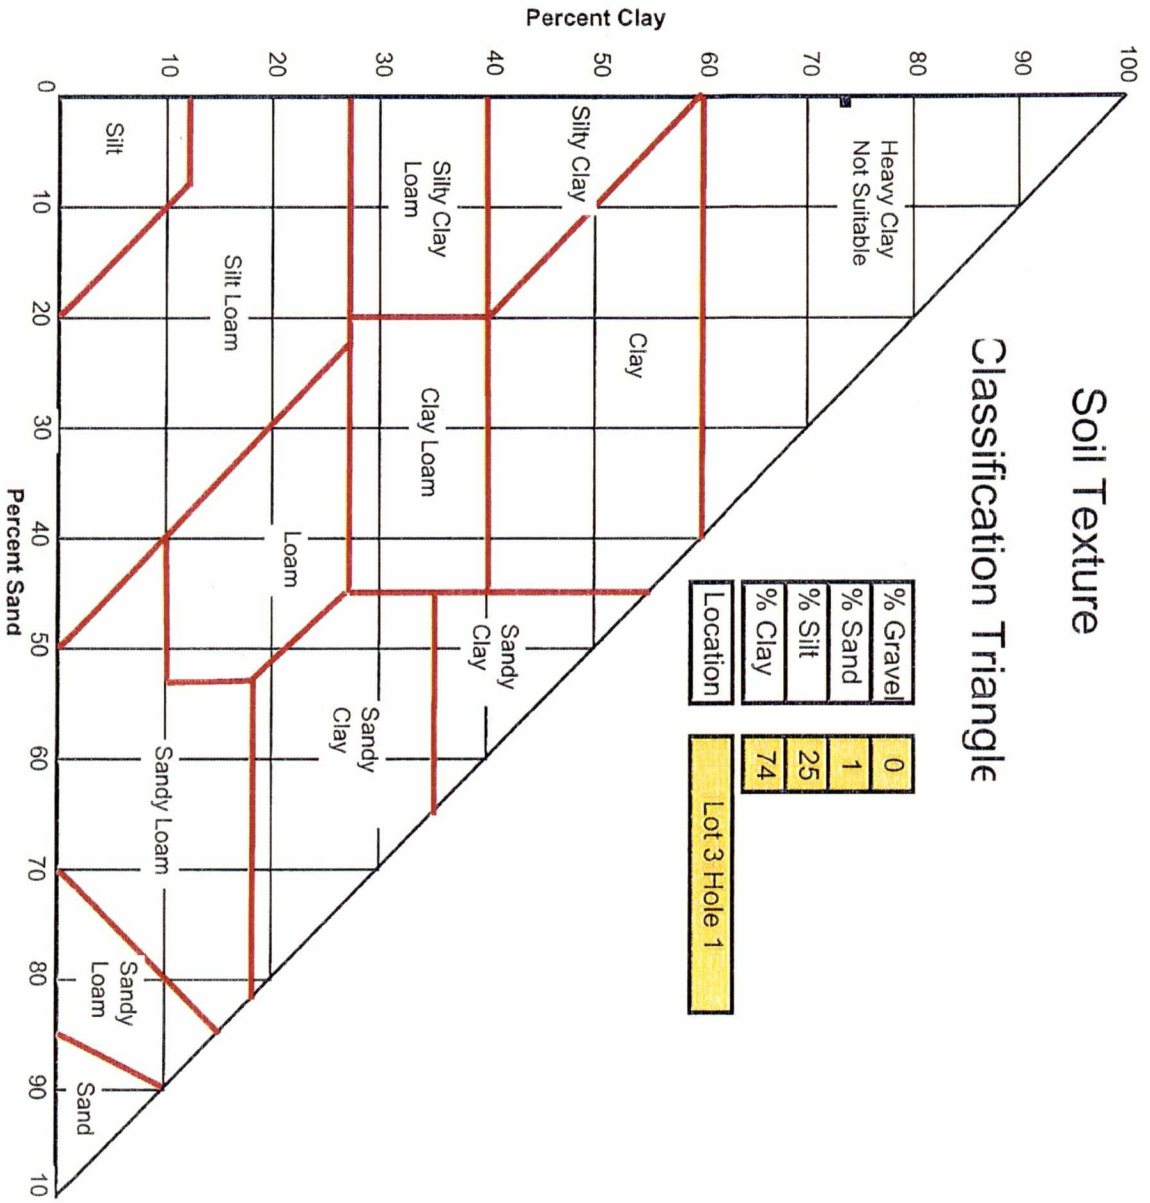 Soil Texture
Classification Triangle
% Gravel 0
% Sand 1
% Silt 25
% Clay 74
Location Lot 3 Hole 1
Percent Clay
100
90
80
70
60
50
40
30
20
10
0
Heavy Clay
Not Suitable
Silty Clay
Clay
Silty Clay
Loam
Clay Loam
Sandy
Clay
Silt
Silt Loam
Loam
Sandy
Clay
Sandy Loam
Sandy
Loam
Sand
10
20
30
40
50
60
70
80
90
10
Percent Sand